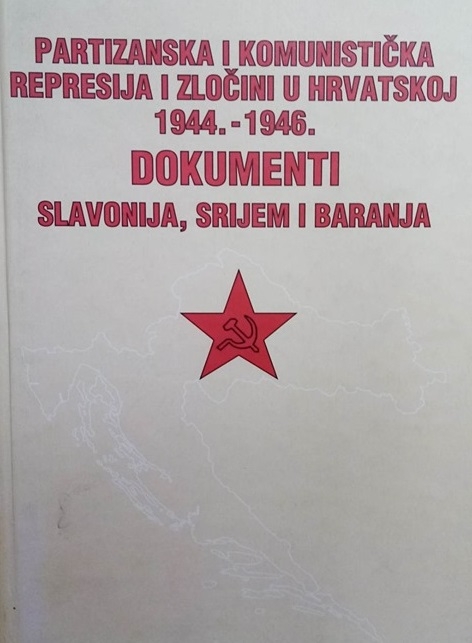 PARTIZANSKA I KOMUNISTIČKA
REPRESIJA I ZLOČINI U HRVATSKOJ
1944. - 1946.
DOKUMENTI
SLAVONIJA, SRIJEM I BARANJA